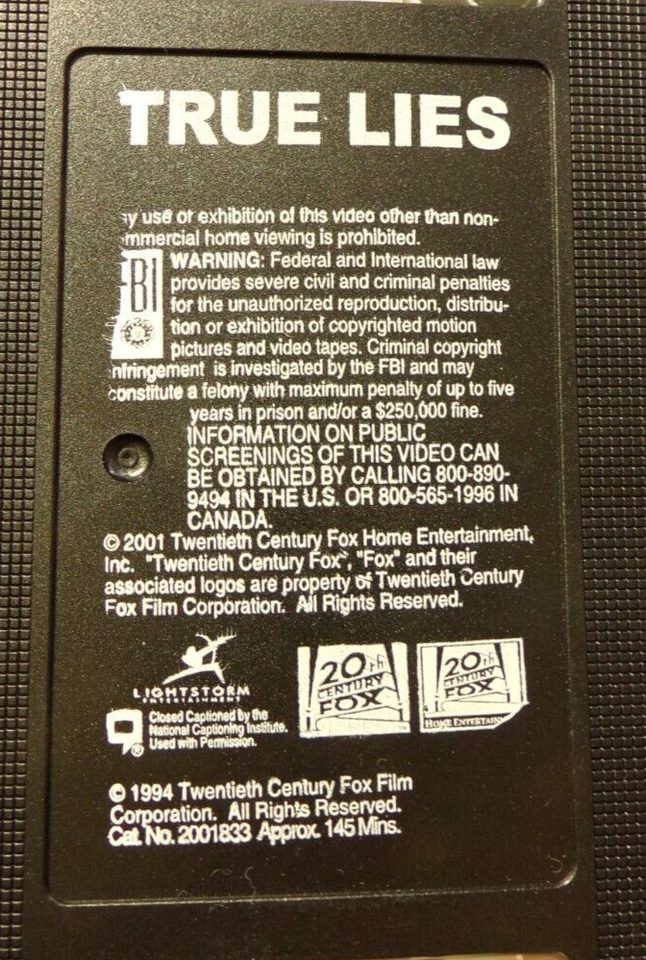 TRUE LIES
y use or exhibition of this video other than non-
mmercial home viewing is prohibited.
FBI
WARNING: Federal and International law
provides severe civil and criminal penalties
for the unauthorized reproduction, distribu-
tion or exhibition of copyrighted motion
pictures and video tapes. Criminal copyright
nfringement is investigated by the FBI and may
constitute a felony with maximum penalty of up to five
years in prison and/or a $250,000 fine.
INFORMATION ON PUBLIC
SCREENINGS OF THIS VIDEO CAN
BE OBTAINED BY CALLING 800-890-
9494 IN THE U.S. OR 800-565-1996 IN
CANADA.
© 2001 Twentieth Century Fox Home Entertainment,
Inc. "Twentieth Century Fox", "Fox" and their
associated logos are property of Twentieth Century
Fox Film Corporation. All Rights Reserved.
LIGHTSTORM
ENTERTAINMENT
20th
CENTURY
FOX
20th
CENTURY
FOX
HOME ENTERTAINM
Closed Captioned by the
National Captioning Institute.
Used with Permission.
®
© 1994 Twentieth Century Fox Film
Corporation. All Rights Reserved.
Cat. No. 2001833 Approx. 145 Mins.